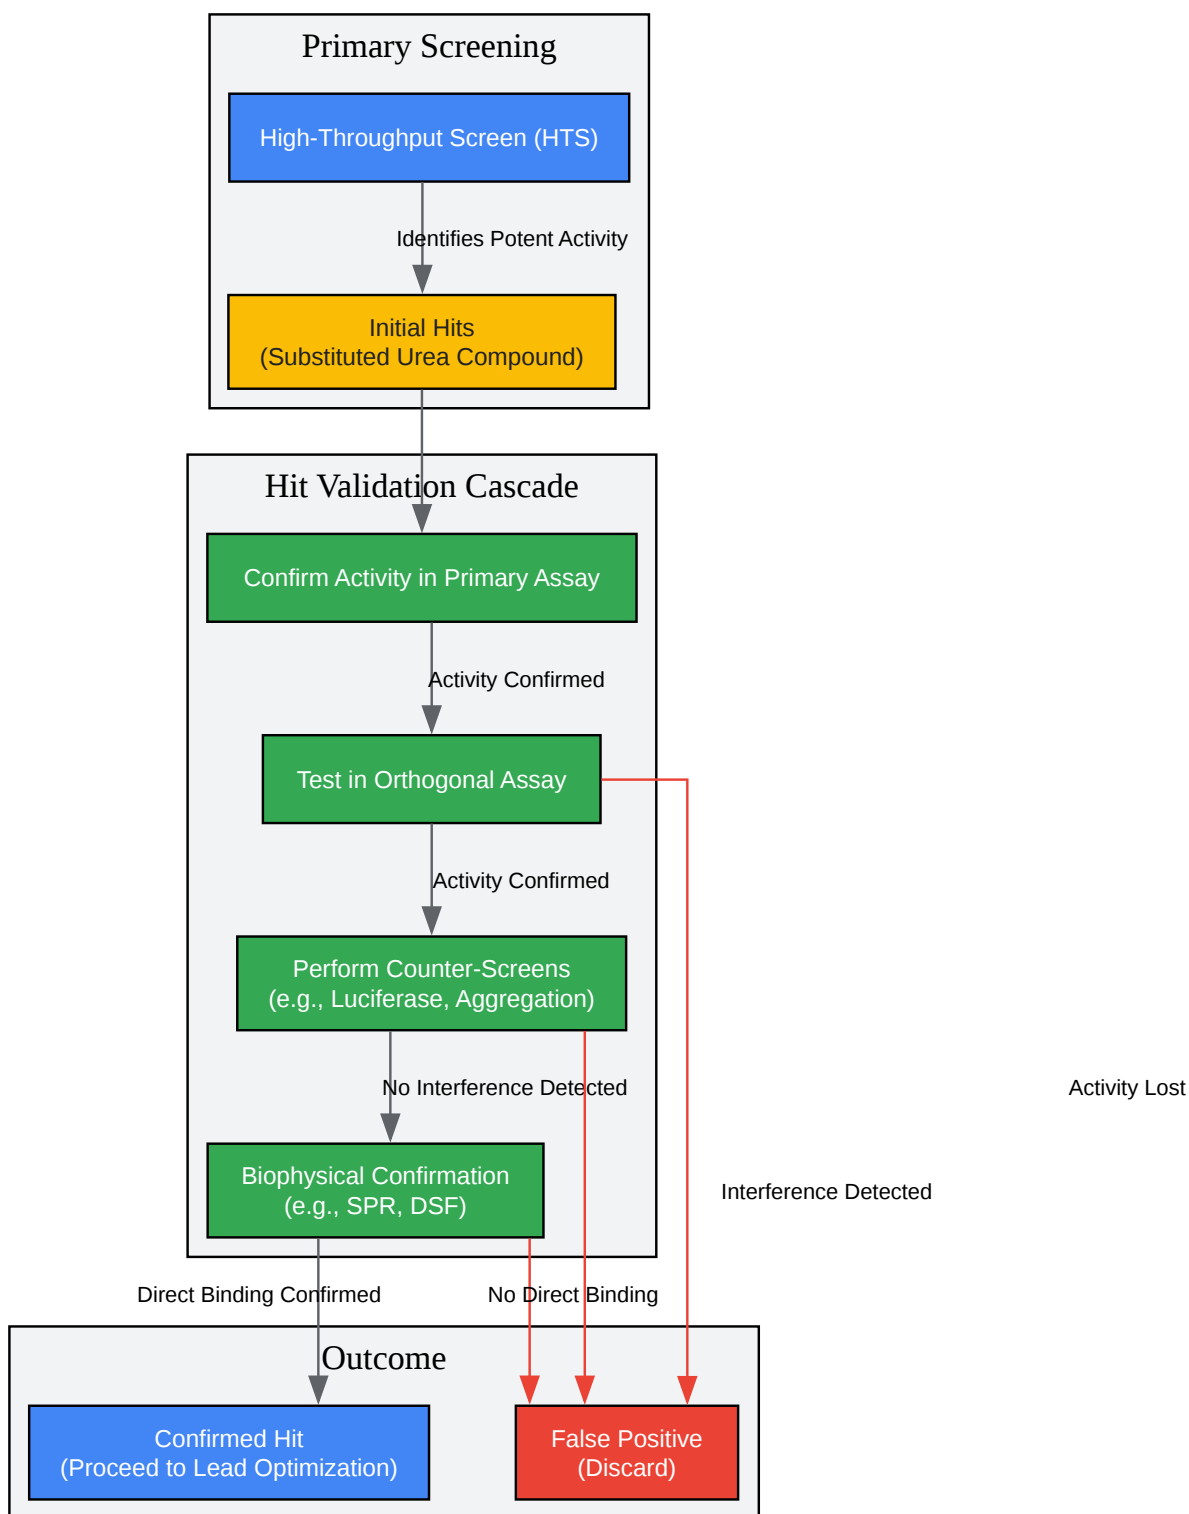 Primary Screening
High-Throughput Screen (HTS)
Identifies Potent Activity
Initial Hits
(Substituted Urea Compound)
Hit Validation Cascade
Confirm Activity in Primary Assay
Activity Confirmed
Test in Orthogonal Assay
Activity Confirmed
Perform Counter-Screens
(e.g., Luciferase, Aggregation)
No Interference Detected
Activity Lost
Biophysical Confirmation
(e.g., SPR, DSF)
Interference Detected
Direct Binding Confirmed
No Direct Binding
Outcome
Confirmed Hit
(Proceed to Lead Optimization)
False Positive
(Discard)